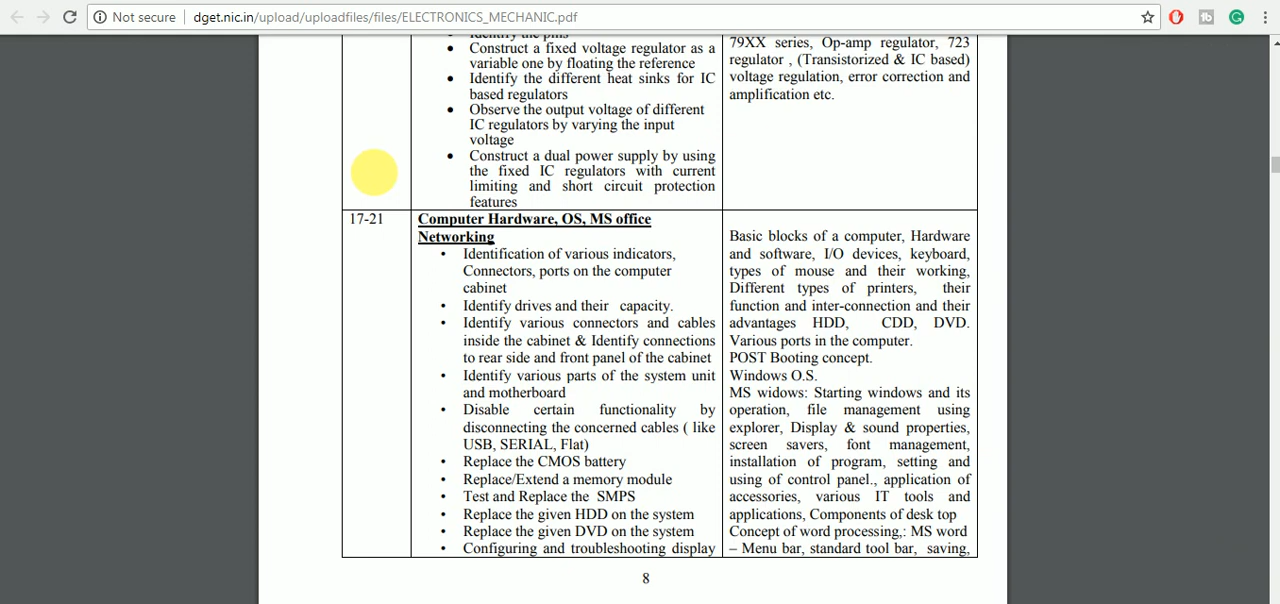 Not secure | dget.nic.in/upload/uploadfiles/files/ELECTRONICS_MECHANIC.pdf
Identify the pins
• Construct a fixed voltage regulator as a
variable one by floating the reference
• Identify the different heat sinks for IC
based regulators
• Observe the output voltage of different
IC regulators by varying the input
voltage
• Construct a dual power supply by using
the fixed IC regulators with current
limiting and short circuit protection
features
79XX series, Op-amp regulator, 723
regulator , (Transistorized & IC based)
voltage regulation, error correction and
amplification etc.
17-21
Computer Hardware, OS, MS office
Networking
• Identification of various indicators,
Connectors, ports on the computer
cabinet
• Identify drives and their capacity.
• Identify various connectors and cables
inside the cabinet & Identify connections
to rear side and front panel of the cabinet
• Identify various parts of the system unit
and motherboard
• Disable certain functionality by
disconnecting the concerned cables ( like
USB, SERIAL, Flat)
• Replace the CMOS battery
• Replace/Extend a memory module
• Test and Replace the SMPS
• Replace the given HDD on the system
• Replace the given DVD on the system
• Configuring and troubleshooting display
Basic blocks of a computer, Hardware
and software, I/O devices, keyboard,
types of mouse and their working,
Different types of printers, their
function and inter-connection and their
advantages HDD, CDD, DVD.
Various ports in the computer.
POST Booting concept.
Windows O.S.
MS widows: Starting windows and its
operation, file management using
explorer, Display & sound properties,
screen savers, font management,
installation of program, setting and
using of control panel., application of
accessories, various IT tools and
applications, Components of desk top
Concept of word processing,: MS word
– Menu bar, standard tool bar, saving,
8